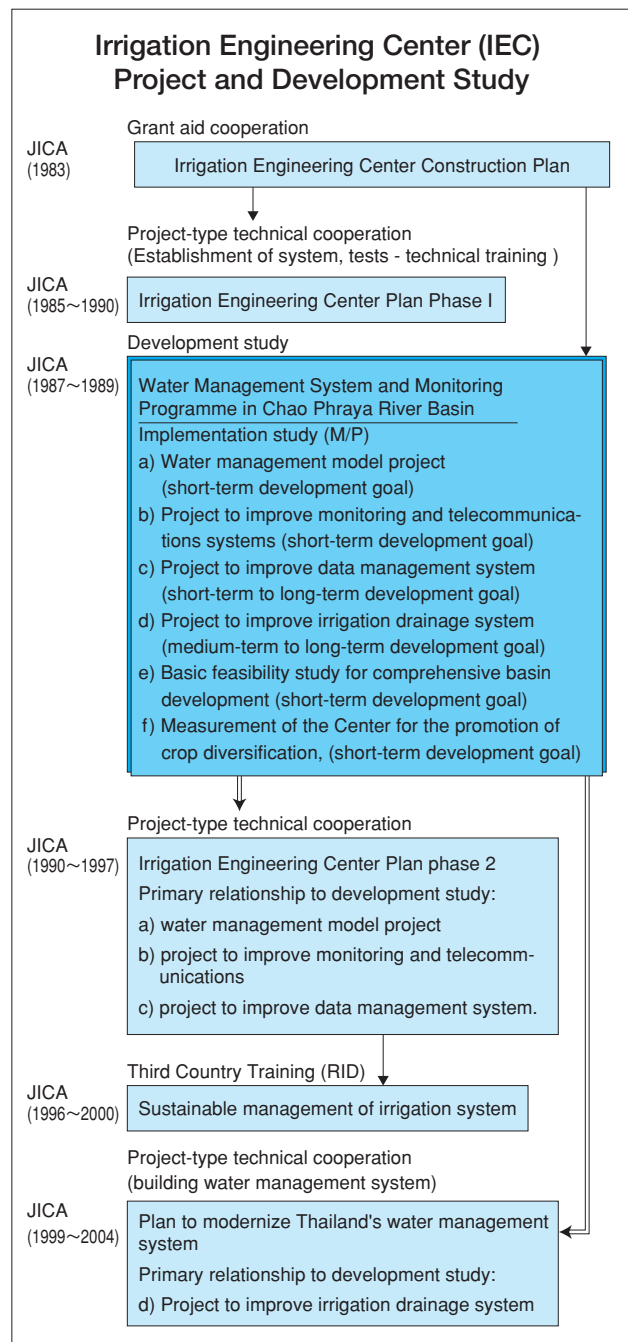 Irrigation Engineering Center (IEC)
Project and Development Study
Grant aid cooperation
JICA
(1983)
Irrigation Engineering Center Construction Plan
Project-type technical cooperation
(Establishment of system, tests - technical training )
JICA
(1985～1990)
Irrigation Engineering Center Plan Phase I
Development study
JICA
(1987～1989)
Water Management System and Monitoring
Programme in Chao Phraya River Basin
Implementation study (M/P)
a) Water management model project
(short-term development goal)
b) Project to improve monitoring and telecommunica-
tions systems (short-term development goal)
c) Project to improve data management system
(short-term to long-term development goal)
d) Project to improve irrigation drainage system
(medium-term to long-term development goal)
e) Basic feasibility study for comprehensive basin
development (short-term development goal)
f) Measurement of the Center for the promotion of
crop diversification, (short-term development goal)
Project-type technical cooperation
JICA
(1990～1997)
Irrigation Engineering Center Plan phase 2
Primary relationship to development study:
a) water management model project
b) project to improve monitoring and telecomm-
unications
c) project to improve data management system.
Third Country Training (RID)
JICA
(1996～2000)
Sustainable management of irrigation system
Project-type technical cooperation
(building water management system)
JICA
(1999～2004)
Plan to modernize Thailand's water management
system
Primary relationship to development study:
d) Project to improve irrigation drainage system